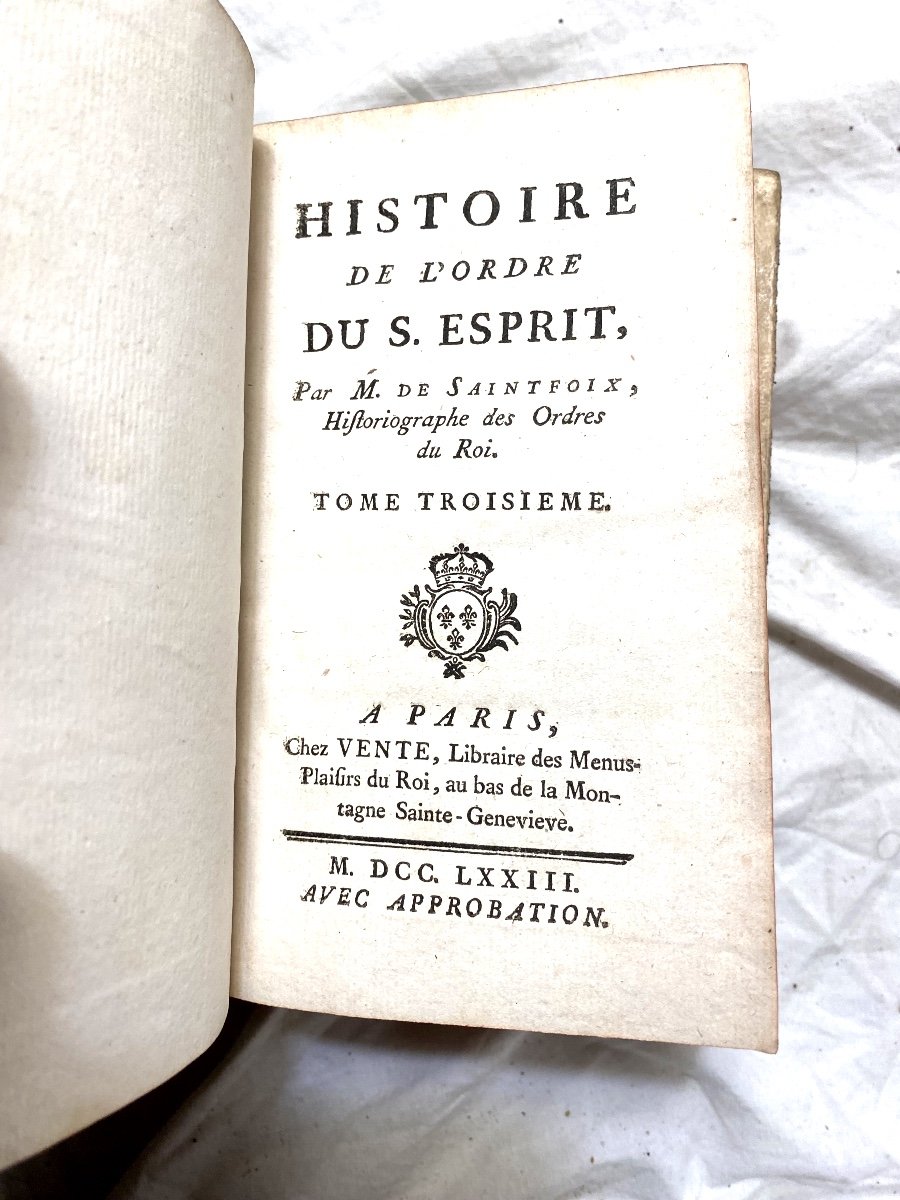 HISTOIRE
DE L'ORDRE
DU S. ESPRIT,
Par M. DE SAINTFOIX,
Hiſtoriographe des Ordres
du Roi.
TOME TROISIEME.
A PARIS,
Chez VENTE, Libraire des Menus-
Plaiſirs du Roi, au bas de la Mon-
tagne Sainte-Genevieve.
M. DCC. LXXIII.
AVEC APPROBATION.